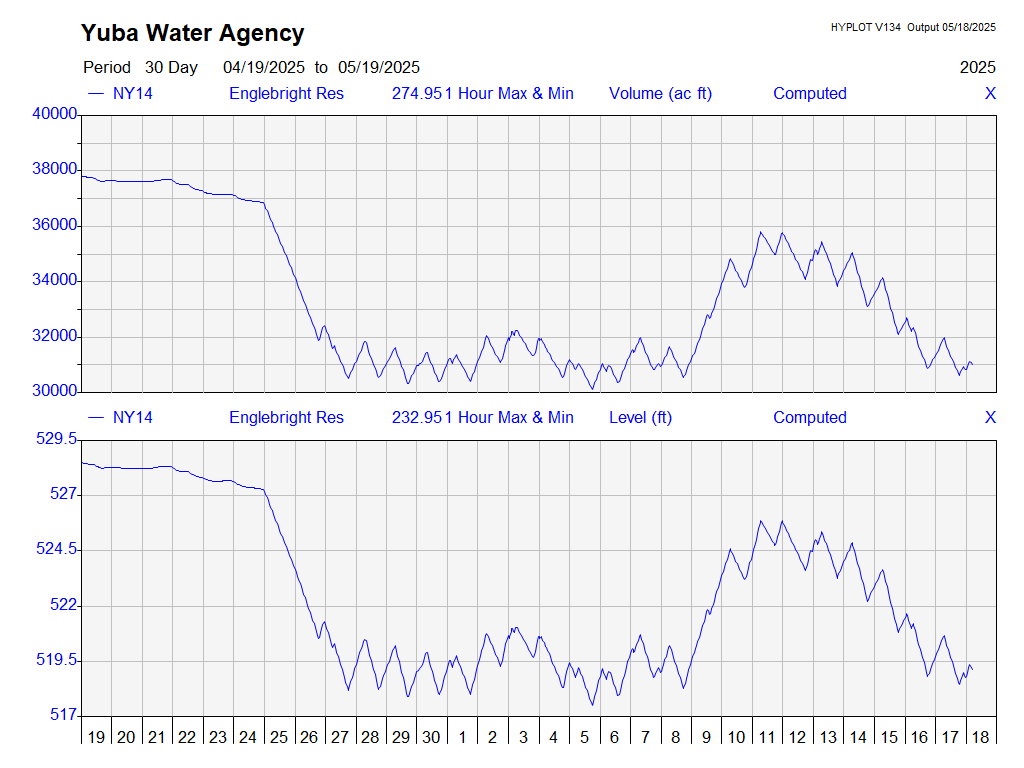 Yuba Water Agency
HYPLOT V134 Output 05/18/2025
Period 30 Day 04/19/2025 to 05/19/2025 2025
— NY14 Englebright Res 274.951 Hour Max & Min Volume (ac ft) Computed X
40000
38000
36000
34000
32000
30000
— NY14 Englebright Res 232.951 Hour Max & Min Level (ft) Computed X
529.5
527
524.5
522
519.5
517
19 20 21 22 23 24 25 26 27 28 29 30 1 2 3 4 5 6 7 8 9 10 11 12 13 14 15 16 17 18